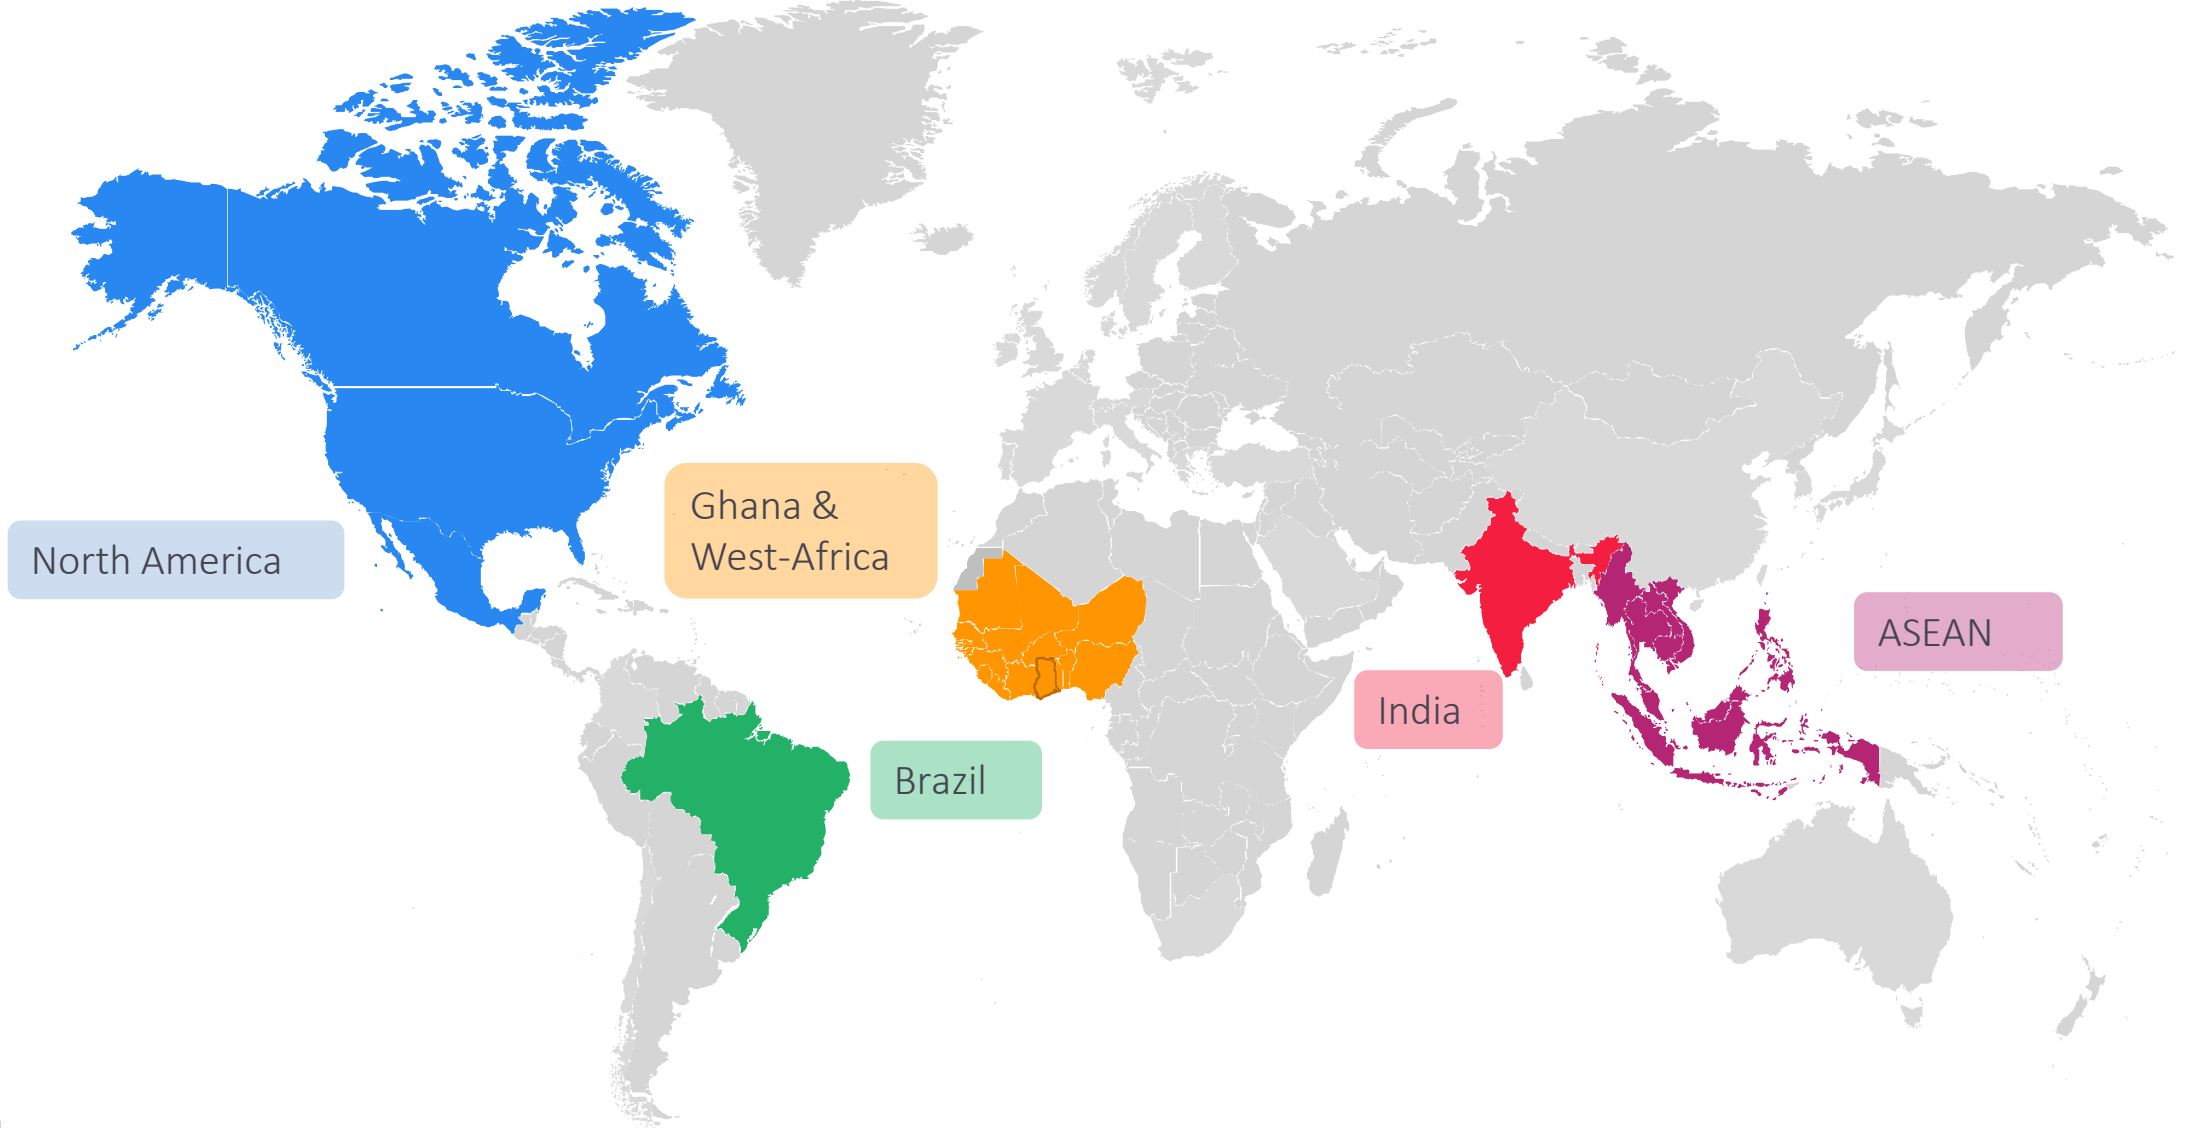 North America
Ghana &
West-Africa
Brazil
India
ASEAN